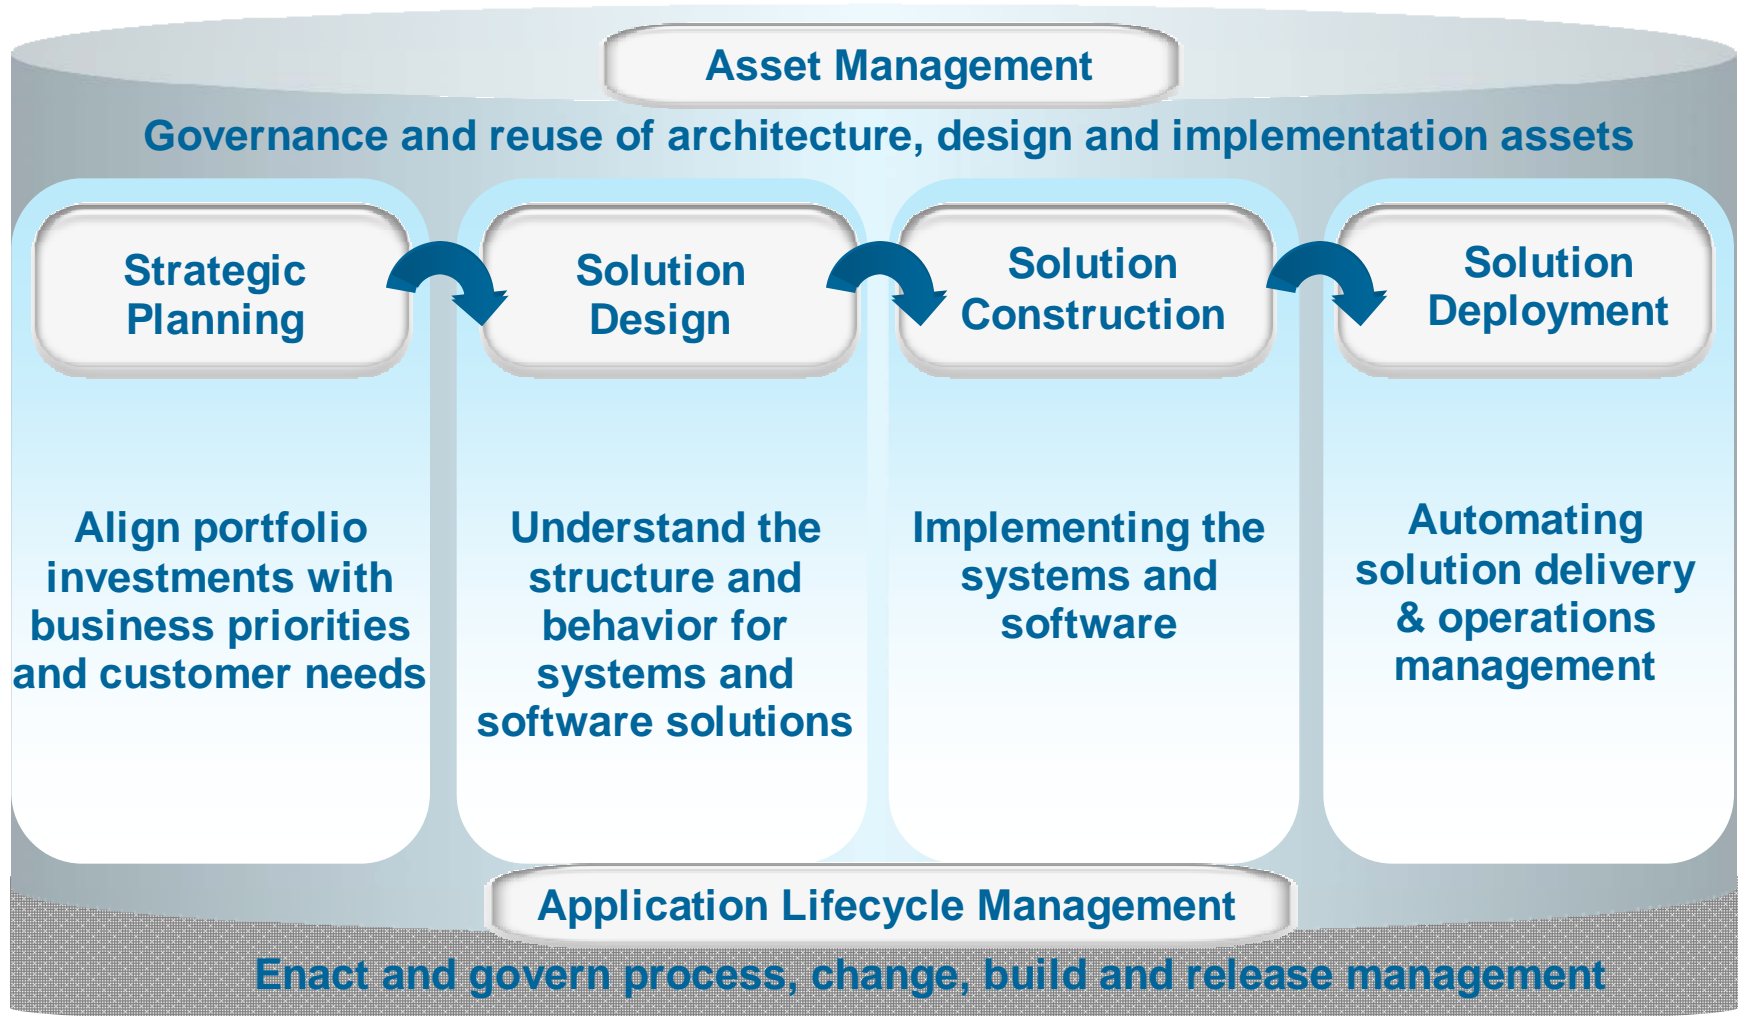 Asset Management
Governance and reuse of architecture, design and implementation assets
Strategic
Planning
Solution
Design
Solution
Construction
Solution
Deployment
Align portfolio
investments with
business priorities
and customer needs
Understand the
structure and
behavior for
systems and
software solutions
Implementing the
systems and
software
Automating
solution delivery
& operations
management
Application Lifecycle Management
Enact and govern process, change, build and release management